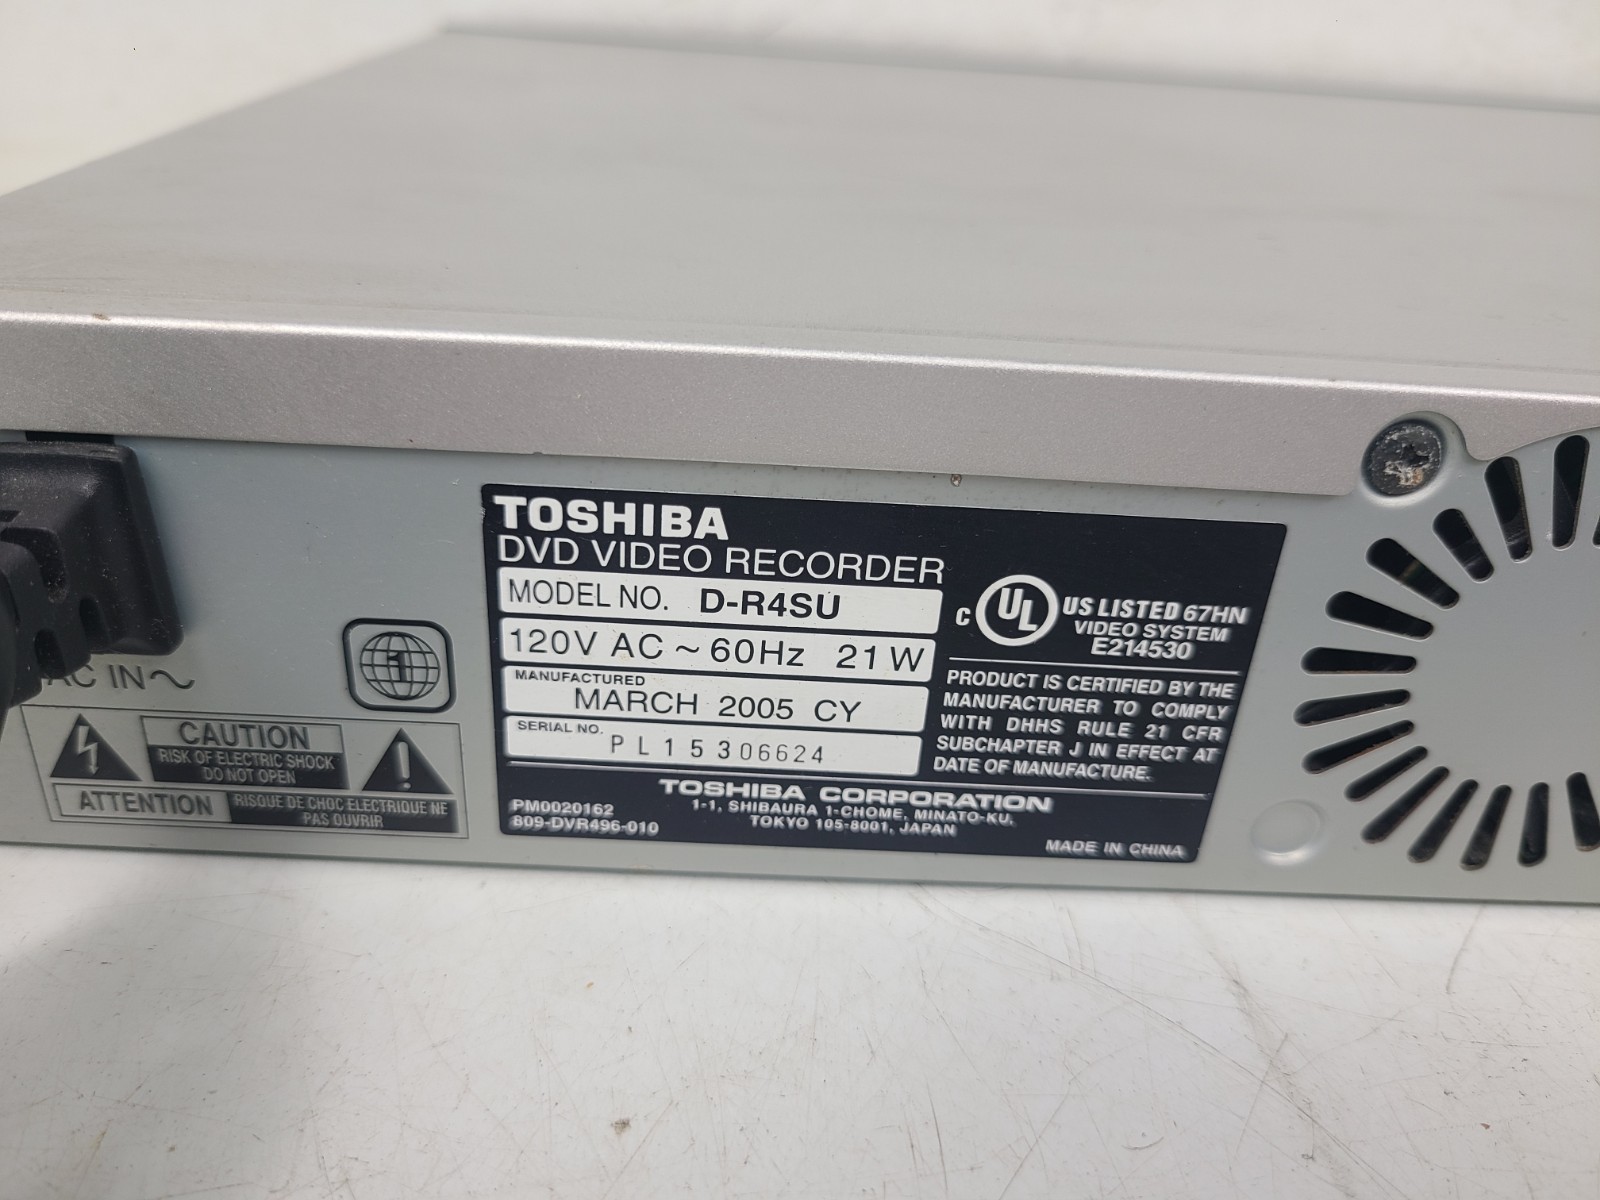 TOSHIBA
DVD VIDEO RECORDER
MODEL NO. D-R4SU
120V AC ~ 60Hz 21W
MANUFACTURED
MARCH 2005 CY
SERIAL NO.
PL15306624
C UL US LISTED 67HN
VIDEO SYSTEM
E214530
PRODUCT IS CERTIFIED BY THE
MANUFACTURER TO COMPLY
WITH DHHS RULE 21 CFR
SUBCHAPTER J IN EFFECT AT
DATE OF MANUFACTURE.
PM0020162
809-DVR496-010
TOSHIBA CORPORATION
1-1, SHIBAURA 1-CHOME, MINATO-KU,
TOKYO 105-8001, JAPAN
MADE IN CHINA
AC IN~
1
CAUTION
RISK OF ELECTRIC SHOCK
DO NOT OPEN
!
ATTENTION
RISQUE DE CHOC ELECTRIQUE NE
PAS OUVRIR